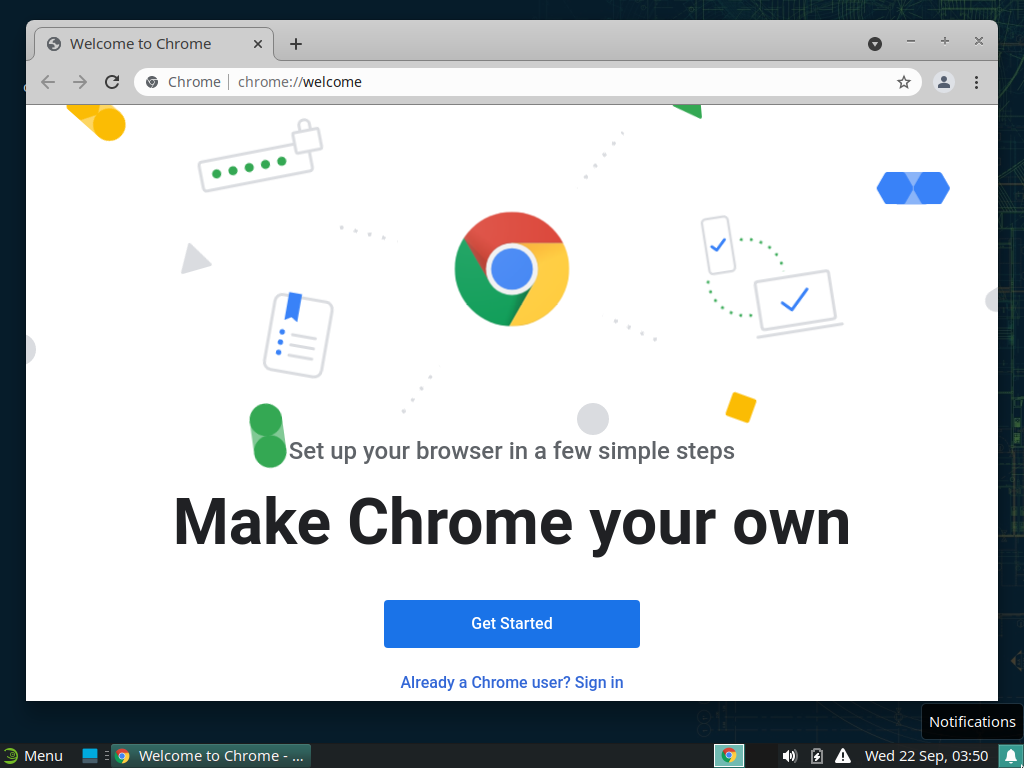 Welcome to Chrome
Chrome
chrome://welcome
Set up your browser in a few simple steps
Make Chrome your own
Get Started
Already a Chrome user? Sign in
Notifications
Menu
Welcome to Chrome - ...
Wed 22 Sep, 03:50